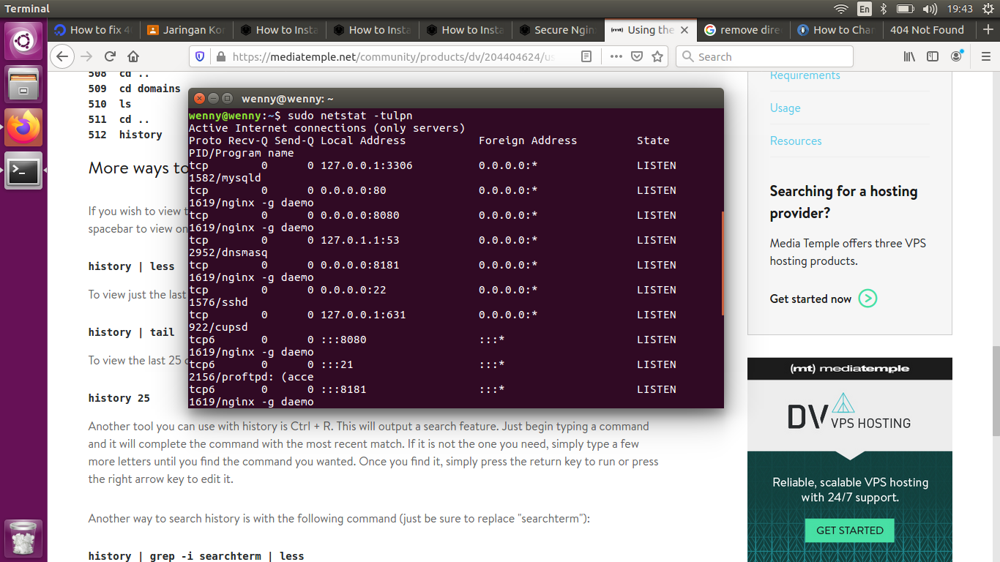 Terminal
En
19:43
How to fix 4
Jaringan Kor
How to Insta
How to Insta
How to Insta
Secure Ngin
(mt)
Using the
remove dire
How to Char
404 Not Found
https://mediatemple.net/community/products/dv/204404624/us
Search
508 cd ..
509 cd domains
510 ls
511 cd ..
512 history
More ways to
If you wish to view t
spacebar to view on
history | less
To view just the last
history | tail
To view the last 25 c
history 25
Another tool you can use with history is Ctrl + R. This will output a search feature. Just begin typing a command
and it will complete the command with the most recent match. If it is not the one you need, simply type a few
more letters until you find the command you wanted. Once you find it, simply press the return key to run or press
the right arrow key to edit it.
Another way to search history is with the following command (just be sure to replace "searchterm"):
history | grep -i searchterm | less
wenny@wenny: ~
wenny@wenny:~$ sudo netstat -tulpn
Active Internet connections (only servers)
Proto Recv-Q Send-Q Local Address Foreign Address State
PID/Program name
tcp 0 0 127.0.0.1:3306 0.0.0.0:* LISTEN
1582/mysqld
tcp 0 0 0.0.0.0:80 0.0.0.0:* LISTEN
1619/nginx -g daemo
tcp 0 0 0.0.0.0:8080 0.0.0.0:* LISTEN
1619/nginx -g daemo
tcp 0 0 127.0.1.1:53 0.0.0.0:* LISTEN
2952/dnsmasq
tcp 0 0 0.0.0.0:8181 0.0.0.0:* LISTEN
1619/nginx -g daemo
tcp 0 0 0.0.0.0:22 0.0.0.0:* LISTEN
1576/sshd
tcp 0 0 127.0.0.1:631 0.0.0.0:* LISTEN
922/cupsd
tcp6 0 0 :::8080 :::* LISTEN
1619/nginx -g daemo
tcp6 0 0 :::21 :::* LISTEN
2156/proftpd: (acce
tcp6 0 0 :::8181 :::* LISTEN
1619/nginx -g daemo
Requirements
Usage
Resources
Searching for a hosting
provider?
Media Temple offers three VPS
hosting products.
Get started now
(mt) mediatemple
DV VPS HOSTING
Reliable, scalable VPS hosting
with 24/7 support.
GET STARTED